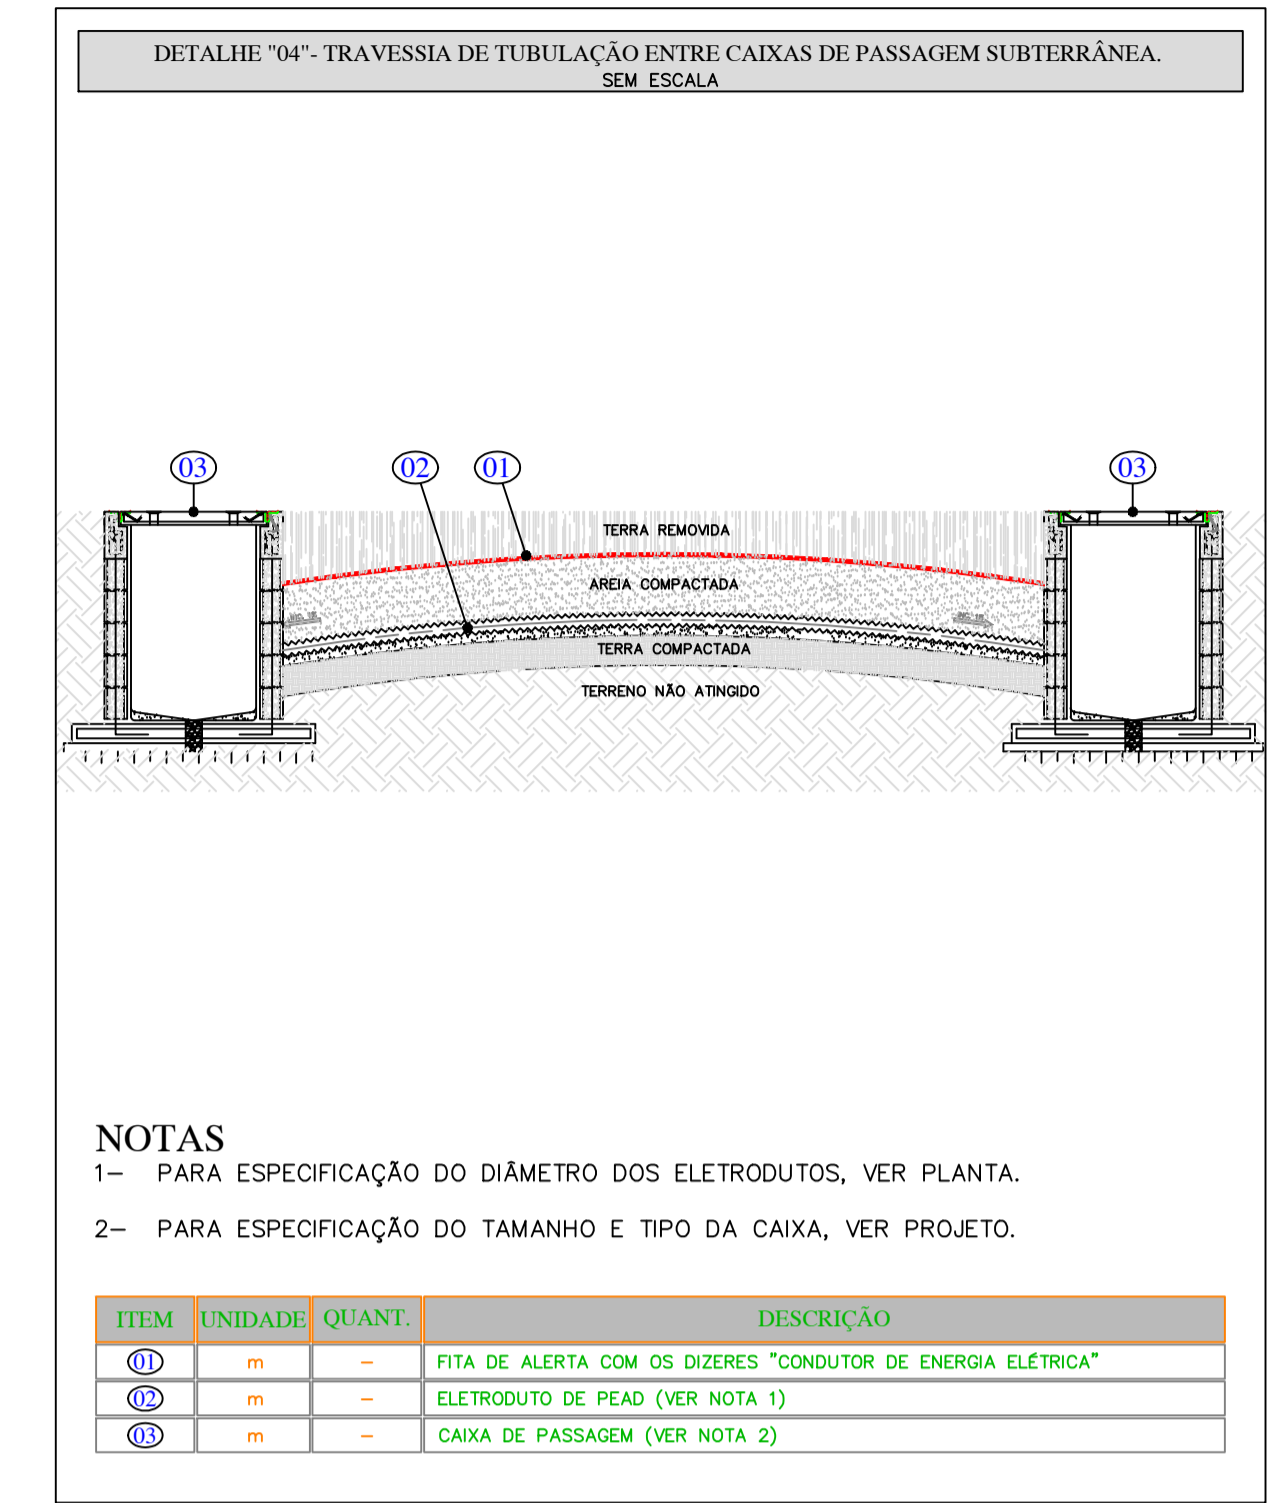 DETALHE "04"- TRAVESSIA DE TUBULAÇÃO ENTRE CAIXAS DE PASSAGEM SUBTERRÂNEA.
SEM ESCALA
03
02
01
03
TERRA REMOVIDA
AREIA COMPACTADA
TERRA COMPACTADA
TERRENO NÃO ATINGIDO
NOTAS
1– PARA ESPECIFICAÇÃO DO DIÂMETRO DOS ELETRODUTOS, VER PLANTA.
2– PARA ESPECIFICAÇÃO DO TAMANHO E TIPO DA CAIXA, VER PROJETO.
ITEM UNIDADE QUANT. DESCRIÇÃO
01 m – FITA DE ALERTA COM OS DIZERES "CONDUTOR DE ENERGIA ELÉTRICA"
02 m – ELETRODUTO DE PEAD (VER NOTA 1)
03 m – CAIXA DE PASSAGEM (VER NOTA 2)